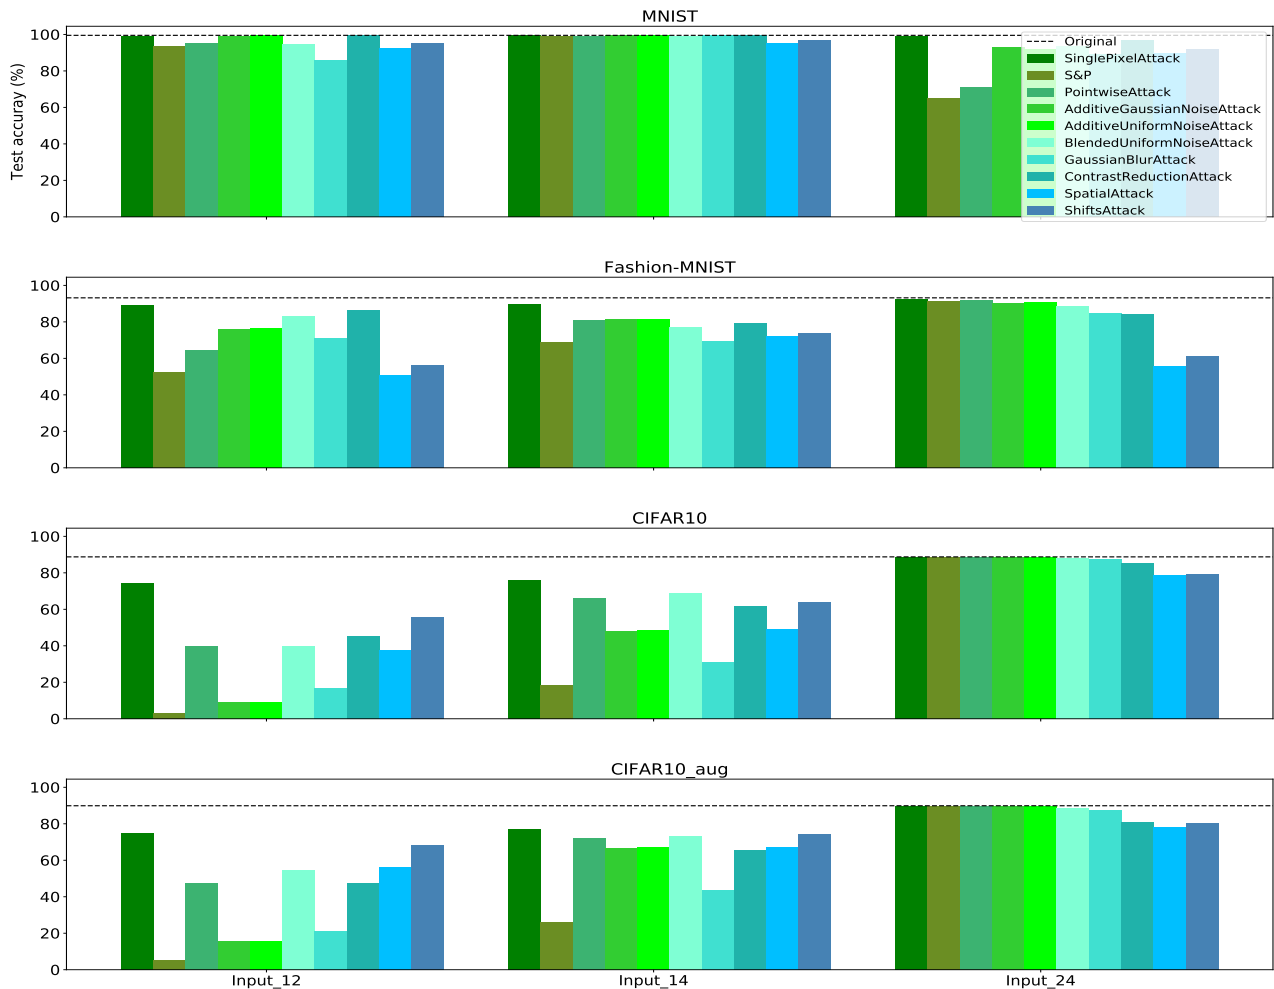 MNIST
Test accuray (%)
100
80
60
40
20
0
Original
SinglePixelAttack
S&P
PointwiseAttack
AdditiveGaussianNoiseAttack
AdditiveUniformNoiseAttack
BlendedUniformNoiseAttack
GaussianBlurAttack
ContrastReductionAttack
SpatialAttack
ShiftsAttack
Fashion-MNIST
100
80
60
40
20
0
CIFAR10
100
80
60
40
20
0
CIFAR10_aug
100
80
60
40
20
0
Input_12 Input_14 Input_24